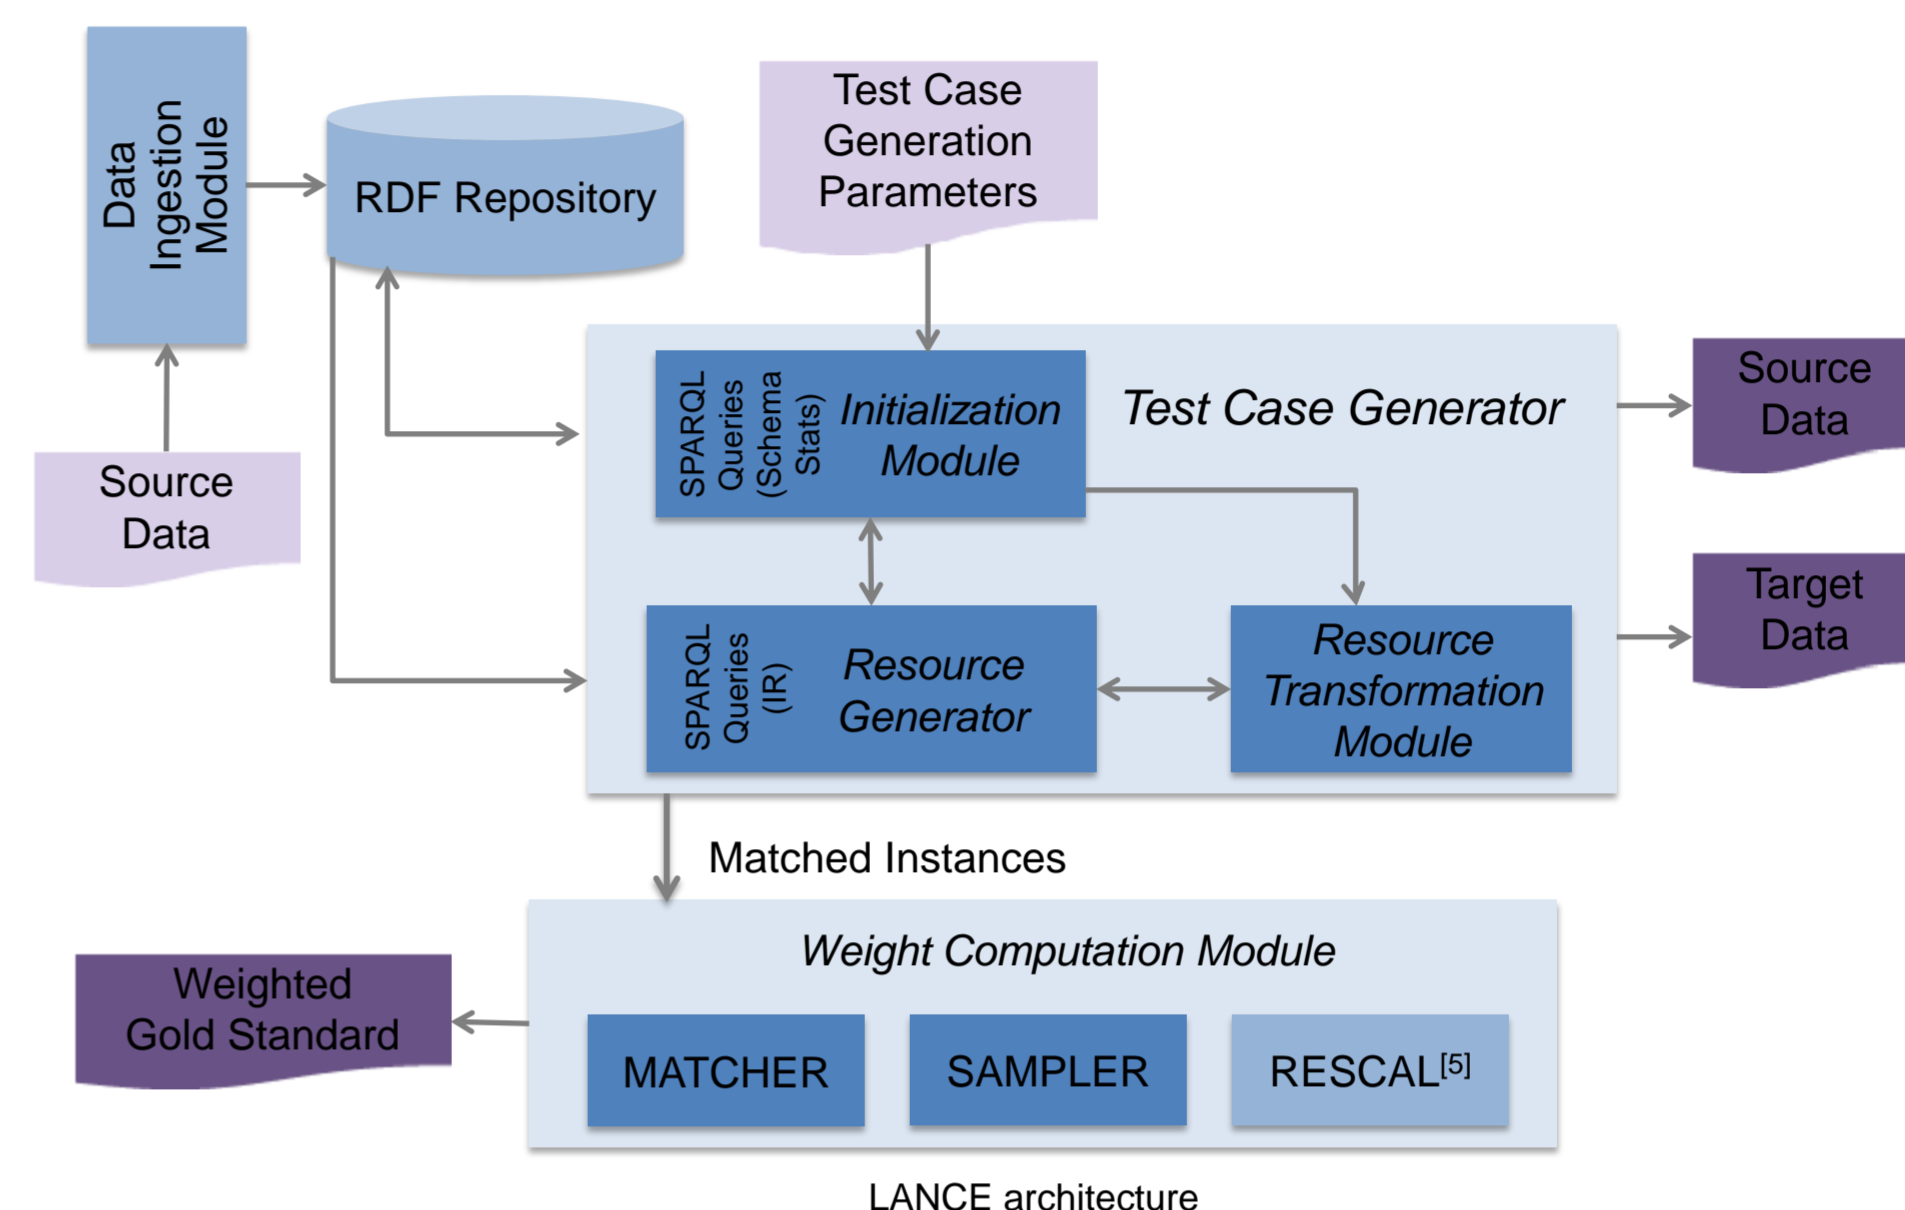 Data
Ingestion
Module
RDF Repository
Test Case
Generation
Parameters
Source
Data
SPARQL
Queries
(Schema
Stats)
Initialization
Module
Test Case Generator
Source
Data
Target
Data
SPARQL
Queries
(IR)
Resource
Generator
Resource
Transformation
Module
Matched Instances
Weight Computation Module
Weighted
Gold Standard
MATCHER
SAMPLER
RESCAL[5]
LANCE architecture